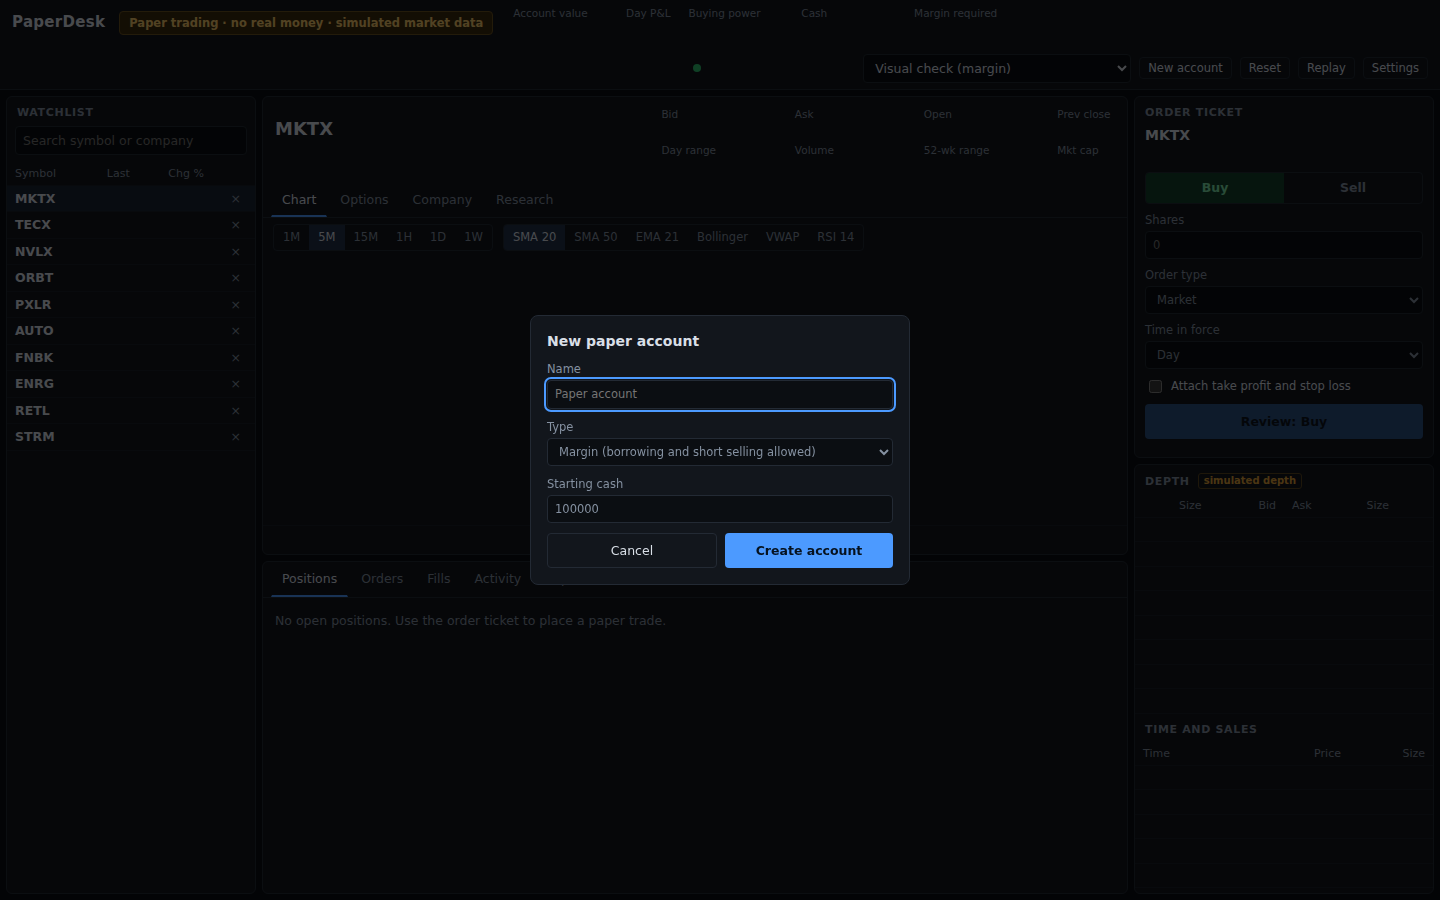 PaperDesk
Paper trading · no real money · simulated market data
Account value
Day P&L
Buying power
Cash
Margin required
Visual check (margin)
New account
Reset
Replay
Settings
WATCHLIST
Search symbol or company
Symbol
Last
Chg %
MKTX ×
TECX ×
NVLX ×
ORBT ×
PXLR ×
AUTO ×
FNBK ×
ENRG ×
RETL ×
STRM ×
MKTX
Bid
Ask
Open
Prev close
Day range
Volume
52-wk range
Mkt cap
Chart
Options
Company
Research
1M
5M
15M
1H
1D
1W
SMA 20
SMA 50
EMA 21
Bollinger
VWAP
RSI 14
New paper account
Name
Paper account
Type
Margin (borrowing and short selling allowed)
Starting cash
100000
Cancel
Create account
Positions
Orders
Fills
Activity
No open positions. Use the order ticket to place a paper trade.
ORDER TICKET
MKTX
Buy
Sell
Shares
0
Order type
Market
Time in force
Day
Attach take profit and stop loss
Review: Buy
DEPTH
simulated depth
Size
Bid
Ask
Size
TIME AND SALES
Time
Price
Size